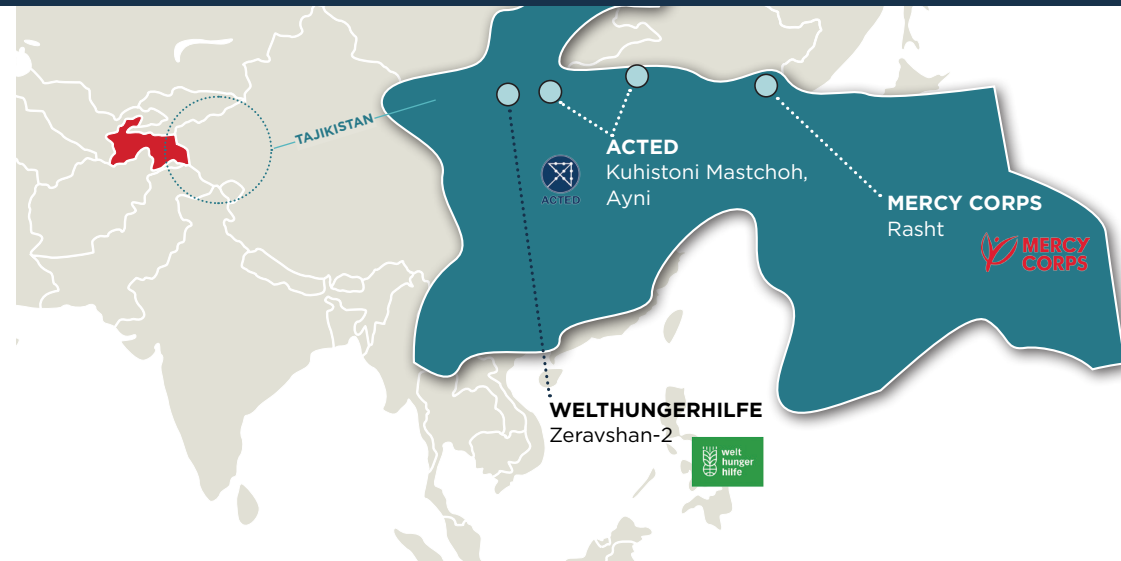 TAJIKISTAN
ACTED
Kuhistoni Mastchoh,
Ayni
ACTED
MERCY CORPS
Rasht
MERCY
CORPS
WELTHUNGERHILFE
Zeravshan-2
welt
hunger
hilfe